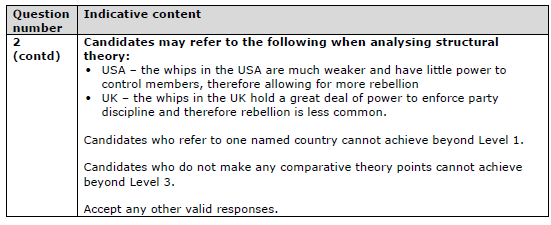 Question number
Indicative content
2 (contd)
Candidates may refer to the following when analysing structural
theory:
• USA – the whips in the USA are much weaker and have little power to
control members, therefore allowing for more rebellion
• UK – the whips in the UK hold a great deal of power to enforce party
discipline and therefore rebellion is less common.
Candidates who refer to one named country cannot achieve beyond Level 1.
Candidates who do not make any comparative theory points cannot achieve
beyond Level 3.
Accept any other valid responses.